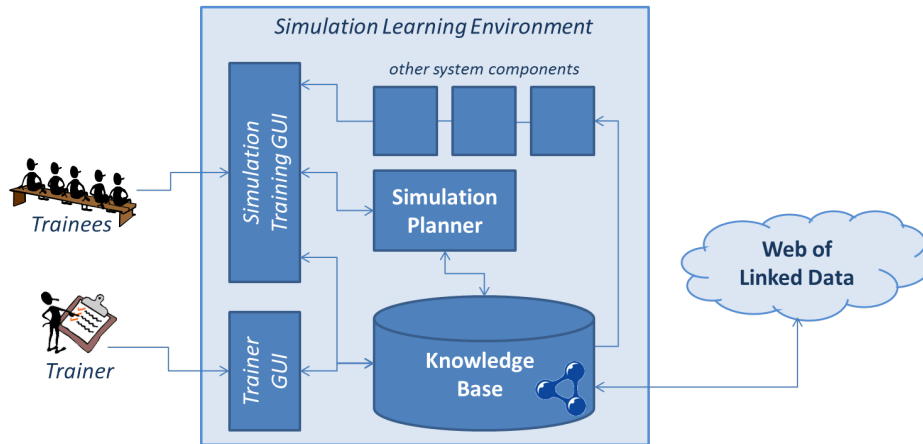 Simulation Learning Environment
other system components
Simulation
Training GUI
Simulation
Planner
Trainees
Web of
Linked Data
Trainer
GUI
Knowledge
Base
Trainer